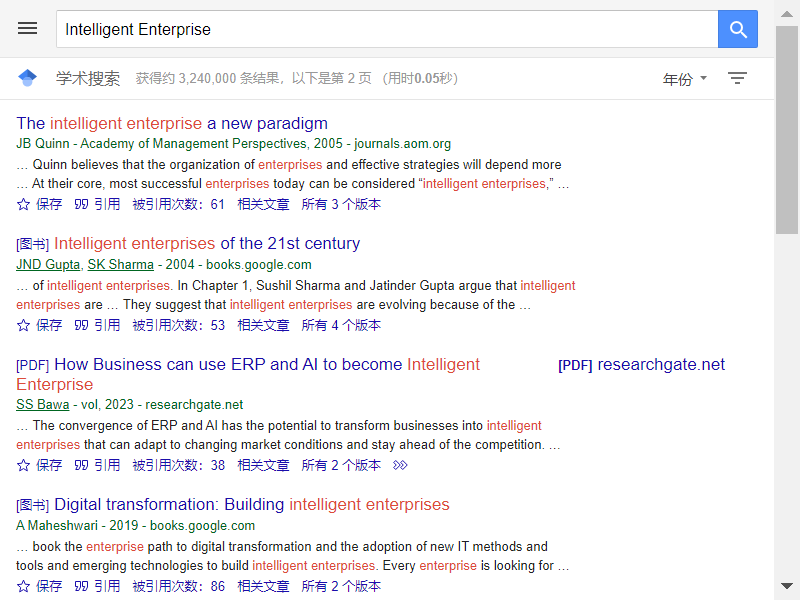 Intelligent Enterprise
学术搜索 获得约 3,240,000 条结果，以下是第 2 页 （用时0.05秒） 年份
The intelligent enterprise a new paradigm
JB Quinn - Academy of Management Perspectives, 2005 - journals.aom.org
… Quinn believes that the organization of enterprises and effective strategies will depend more
… At their core, most successful enterprises today can be considered “intelligent enterprises,” …
保存 引用 被引用次数：61 相关文章 所有 3 个版本
[图书] Intelligent enterprises of the 21st century
JND Gupta, SK Sharma - 2004 - books.google.com
… of intelligent enterprises. In Chapter 1, Sushil Sharma and Jatinder Gupta argue that intelligent
enterprises are … They suggest that intelligent enterprises are evolving because of the …
保存 引用 被引用次数：53 相关文章 所有 4 个版本
[PDF] How Business can use ERP and AI to become Intelligent [PDF] researchgate.net
Enterprise
SS Bawa - vol, 2023 - researchgate.net
… The convergence of ERP and AI has the potential to transform businesses into intelligent
enterprises that can adapt to changing market conditions and stay ahead of the competition. …
保存 引用 被引用次数：38 相关文章 所有 2 个版本
[图书] Digital transformation: Building intelligent enterprises
A Maheshwari - 2019 - books.google.com
… book the enterprise path to digital transformation and the adoption of new IT methods and
tools and emerging technologies to build intelligent enterprises. Every enterprise is looking for …
保存 引用 被引用次数：86 相关文章 所有 2 个版本